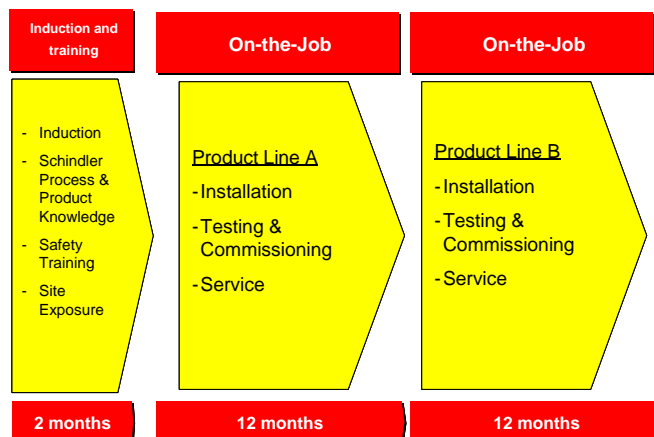 Induction and
training
On-the-Job
On-the-Job
- Induction
- Schindler
Process &
Product
Knowledge
- Safety
Training
- Site
Exposure
Product Line A
-Installation
-Testing &
Commissioning
-Service
Product Line B
-Installation
-Testing &
Commissioning
-Service
2 months
12 months
12 months